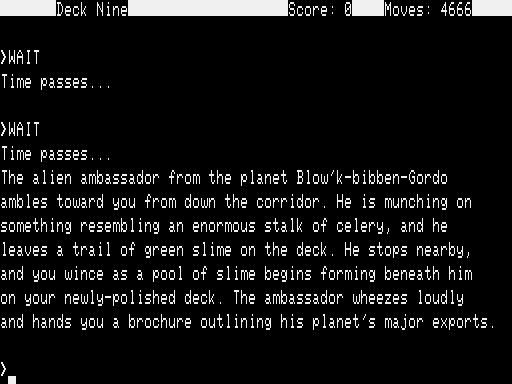 Deck Nine Score: 0 Moves: 4666
>WAIT
Time passes...
>WAIT
Time passes...
The alien ambassador from the planet Blow'k-bibben-Gordo
ambles toward you from down the corridor. He is munching on
something resembling an enormous stalk of celery, and he
leaves a trail of green slime on the deck. He stops nearby,
and you wince as a pool of slime begins forming beneath him
on your newly-polished deck. The ambassador wheezes loudly
and hands you a brochure outlining his planet's major exports.
>